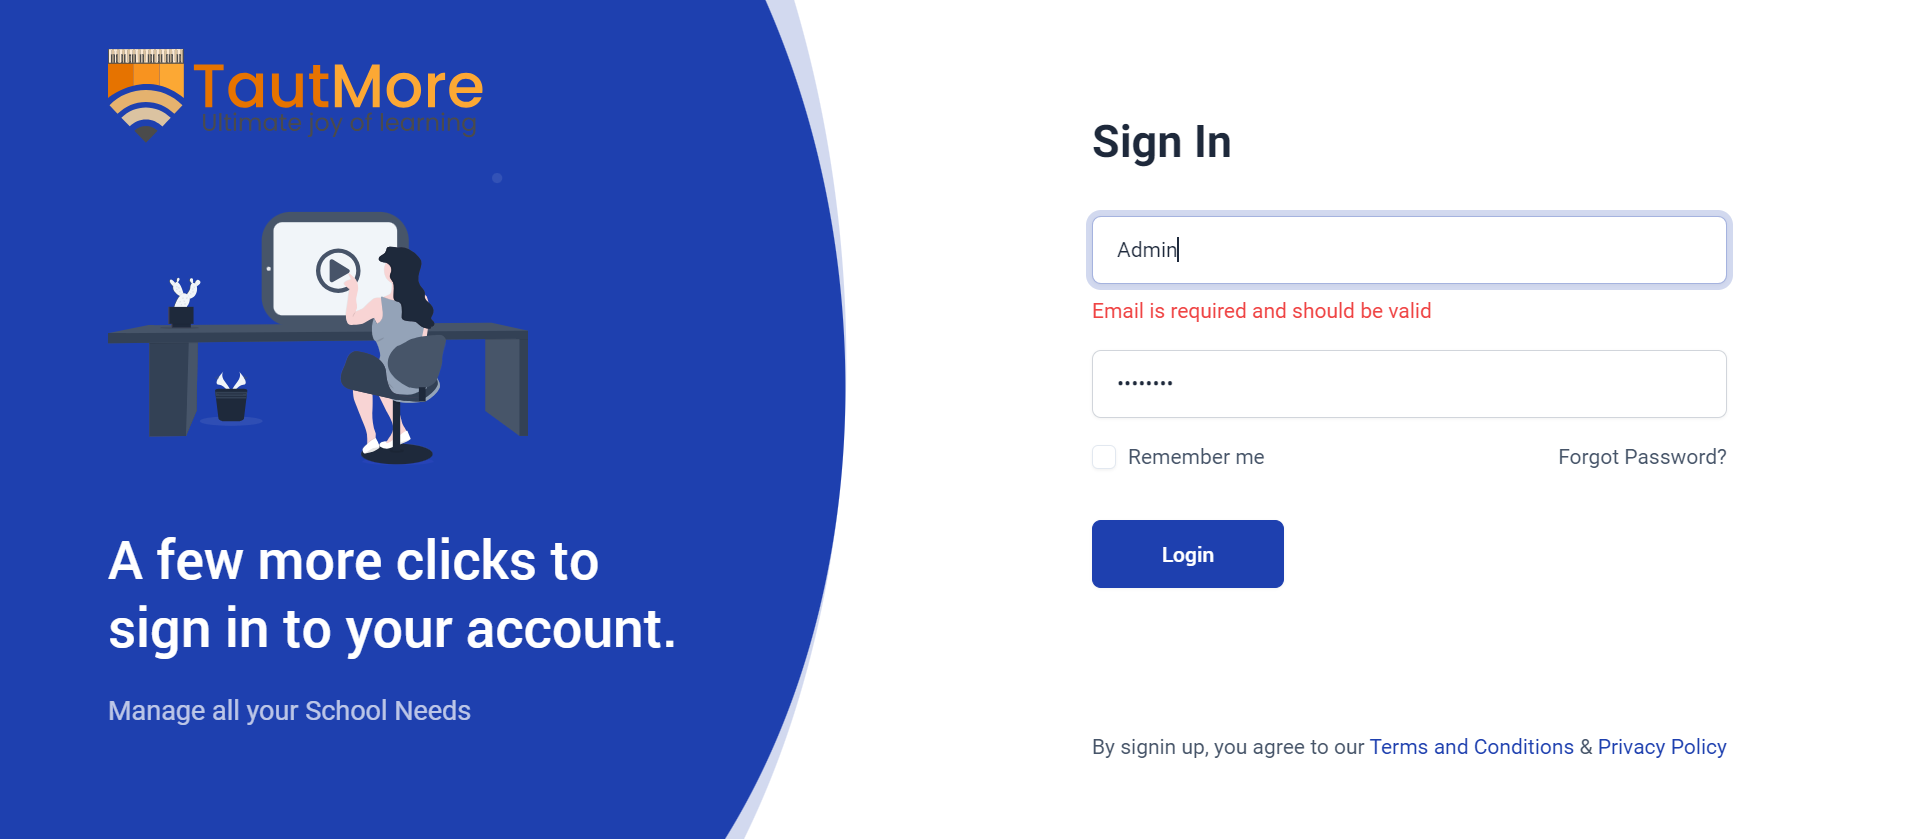 TautMore
Ultimate joy of learning
A few more clicks to
sign in to your account.
Manage all your School Needs
Sign In
Admin
Email is required and should be valid
••••••••
Remember me
Forgot Password?
Login
By signin up, you agree to our Terms and Conditions & Privacy Policy